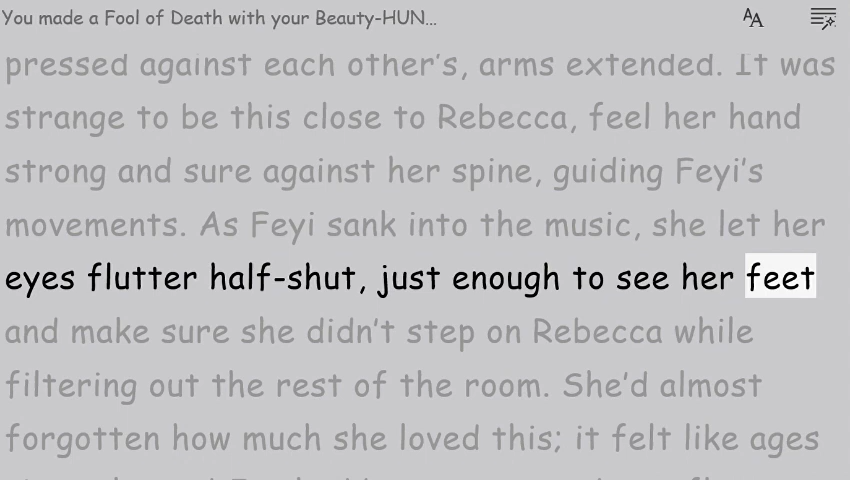 You made a Fool of Death with your Beauty-HUN...
AA
pressed against each other's, arms extended. It was
strange to be this close to Rebecca, feel her hand
strong and sure against her spine, guiding Feyi's
movements. As Feyi sank into the music, she let her
eyes flutter half-shut, just enough to see her feet
and make sure she didn't step on Rebecca while
filtering out the rest of the room. She'd almost
forgotten how much she loved this; it felt like ages